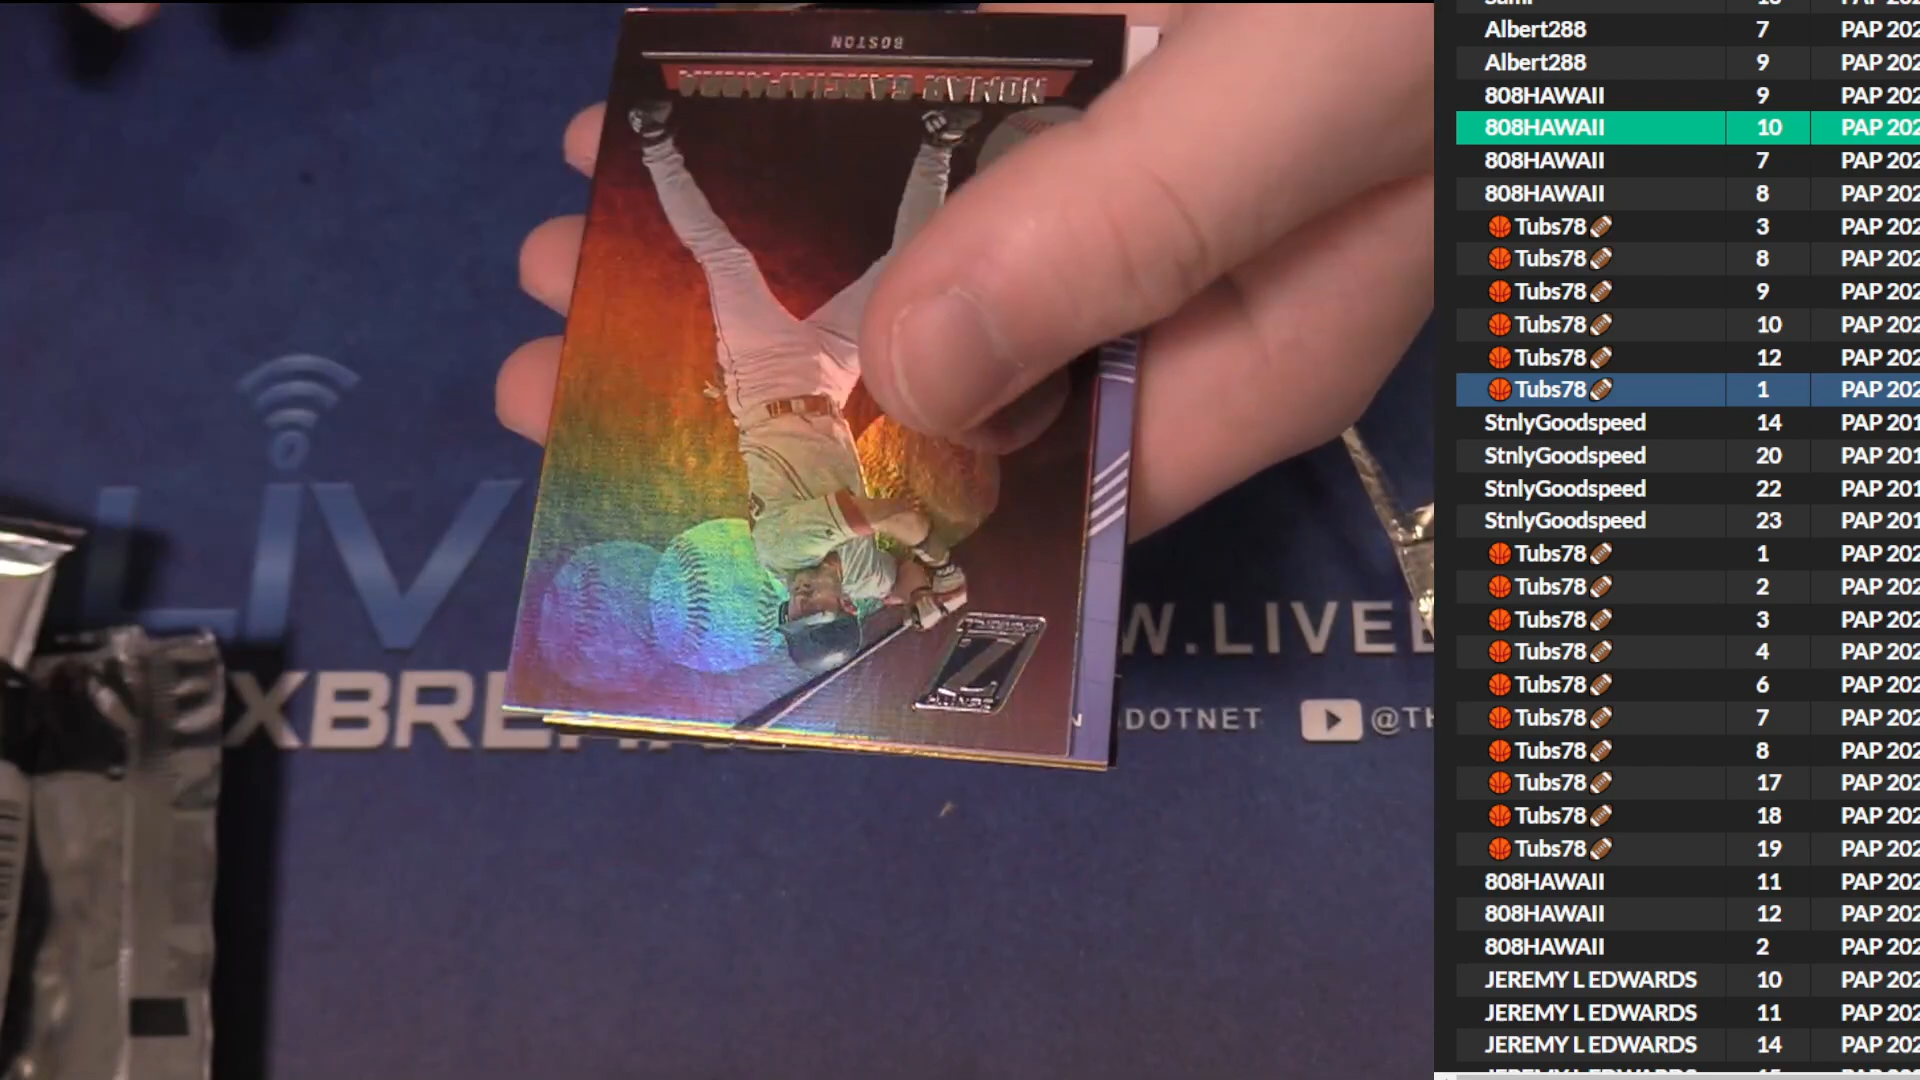 BOSTON
NOMAR GARCIAPARRA
Z
ZENITH
LIV
XBRE
W.LIVEB
DOTNET
@TH
Albert288 7 PAP 202
Albert288 9 PAP 202
808HAWAII 9 PAP 202
808HAWAII 10 PAP 202
808HAWAII 7 PAP 202
808HAWAII 8 PAP 202
🏀Tubs78🏈 3 PAP 202
🏀Tubs78🏈 8 PAP 202
🏀Tubs78🏈 9 PAP 202
🏀Tubs78🏈 10 PAP 202
🏀Tubs78🏈 12 PAP 202
🏀Tubs78🏈 1 PAP 202
StnlyGoodspeed 14 PAP 201
StnlyGoodspeed 20 PAP 201
StnlyGoodspeed 22 PAP 201
StnlyGoodspeed 23 PAP 201
🏀Tubs78🏈 1 PAP 202
🏀Tubs78🏈 2 PAP 202
🏀Tubs78🏈 3 PAP 202
🏀Tubs78🏈 4 PAP 202
🏀Tubs78🏈 6 PAP 202
🏀Tubs78🏈 7 PAP 202
🏀Tubs78🏈 8 PAP 202
🏀Tubs78🏈 17 PAP 202
🏀Tubs78🏈 18 PAP 202
🏀Tubs78🏈 19 PAP 202
808HAWAII 11 PAP 202
808HAWAII 12 PAP 202
808HAWAII 2 PAP 202
JEREMY L EDWARDS 10 PAP 202
JEREMY L EDWARDS 11 PAP 202
JEREMY L EDWARDS 14 PAP 202